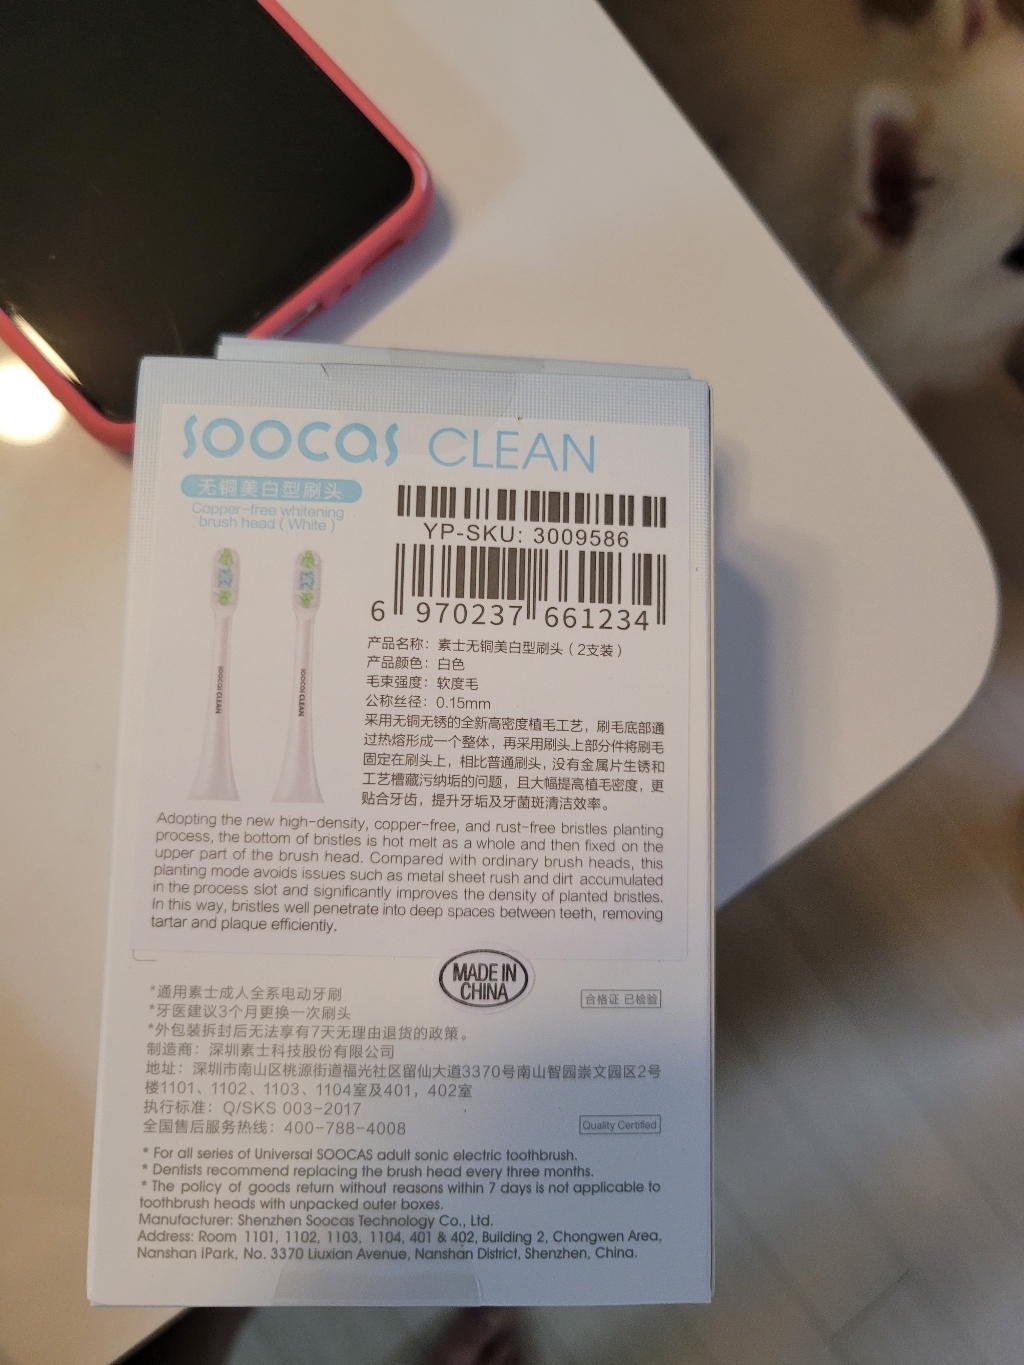 SOOCAS CLEAN
无铜美白型刷头
Copper-free whitening
brush head ( White )
YP-SKU: 3009586
6 970237 661234
SOOCAS CLEAN
SOOCAS CLEAN
产品名称：素士无铜美白型刷头（2支装）
产品颜色：白色
毛束强度：软度毛
公称丝径：0.15mm
采用无铜无锈的全新高密度植毛工艺，刷毛底部通
过热熔形成一个整体，再采用刷头上部分件将刷毛
固定在刷头上，相比普通刷头，没有金属片生锈和
工艺槽藏污纳垢的问题，且大幅提高植毛密度，更
贴合牙齿，提升牙垢及牙菌斑清洁效率。
Adopting the new high-density, copper-free, and rust-free bristles planting
process, the bottom of bristles is hot melt as a whole and then fixed on the
upper part of the brush head. Compared with ordinary brush heads, this
planting mode avoids issues such as metal sheet rush and dirt accumulated
in the process slot and significantly improves the density of planted bristles.
In this way, bristles well penetrate into deep spaces between teeth, removing
tartar and plaque efficiently.
MADE IN
CHINA
合格证 已检验
*通用素士成人全系电动牙刷
*牙医建议3个月更换一次刷头
*外包装拆封后无法享有7天无理由退货的政策。
制造商：深圳素士科技股份有限公司
地址：深圳市南山区桃源街道福光社区留仙大道3370号南山智园崇文园区2号
楼1101、1102、1103、1104室及401，402室
执行标准：Q/SKS 003-2017
全国售后服务热线：400-788-4008
Quality Certified
* For all series of Universal SOOCAS adult sonic electric toothbrush.
* Dentists recommend replacing the brush head every three months.
* The policy of goods return without reasons within 7 days is not applicable to
toothbrush heads with unpacked outer boxes.
Manufacturer: Shenzhen Soocas Technology Co., Ltd.
Address: Room 1101, 1102, 1103, 1104, 401 & 402, Building 2, Chongwen Area,
Nanshan iPark, No. 3370 Liuxian Avenue, Nanshan District, Shenzhen, China.